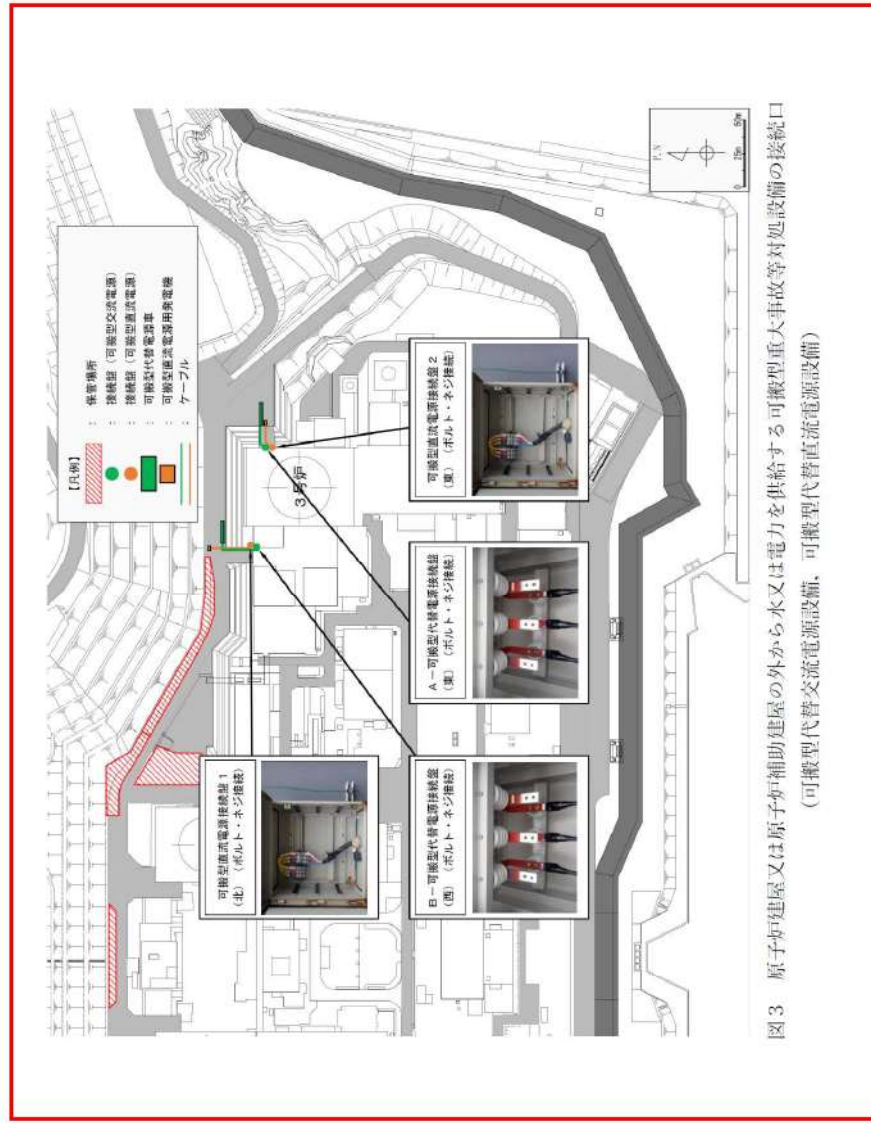 【凡例】
： 保管場所
： 接続盤（可搬型交流電源）
： 接続盤（可搬型直流電源）
： 可搬型代替電源車
： 可搬型直流電源用発電機
： ケーブル
３号炉
可搬型直流電源接続盤１
（北）（ボルト・ネジ接続）
B－可搬型代替電源接続盤
（西）（ボルト・ネジ接続）
A－可搬型代替電源接続盤
（東）（ボルト・ネジ接続）
可搬型直流電源接続盤２
（東）（ボルト・ネジ接続）
P.N
0 25m 50m
図３ 原子炉建屋又は原子炉補助建屋の外から水又は電力を供給する可搬型重大事故等対処設備の接続口
（可搬型代替交流電源設備、可搬型代替直流電源設備）